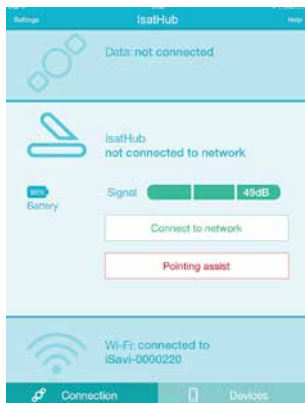 Settings
IsatHub
Help
Data: not connected
IsatHub
not connected to network
Battery
Signal
49dB
Connect to network
Pointing assist
Wi-Fi: connected to
iSavi-0000220
Connection
Devices